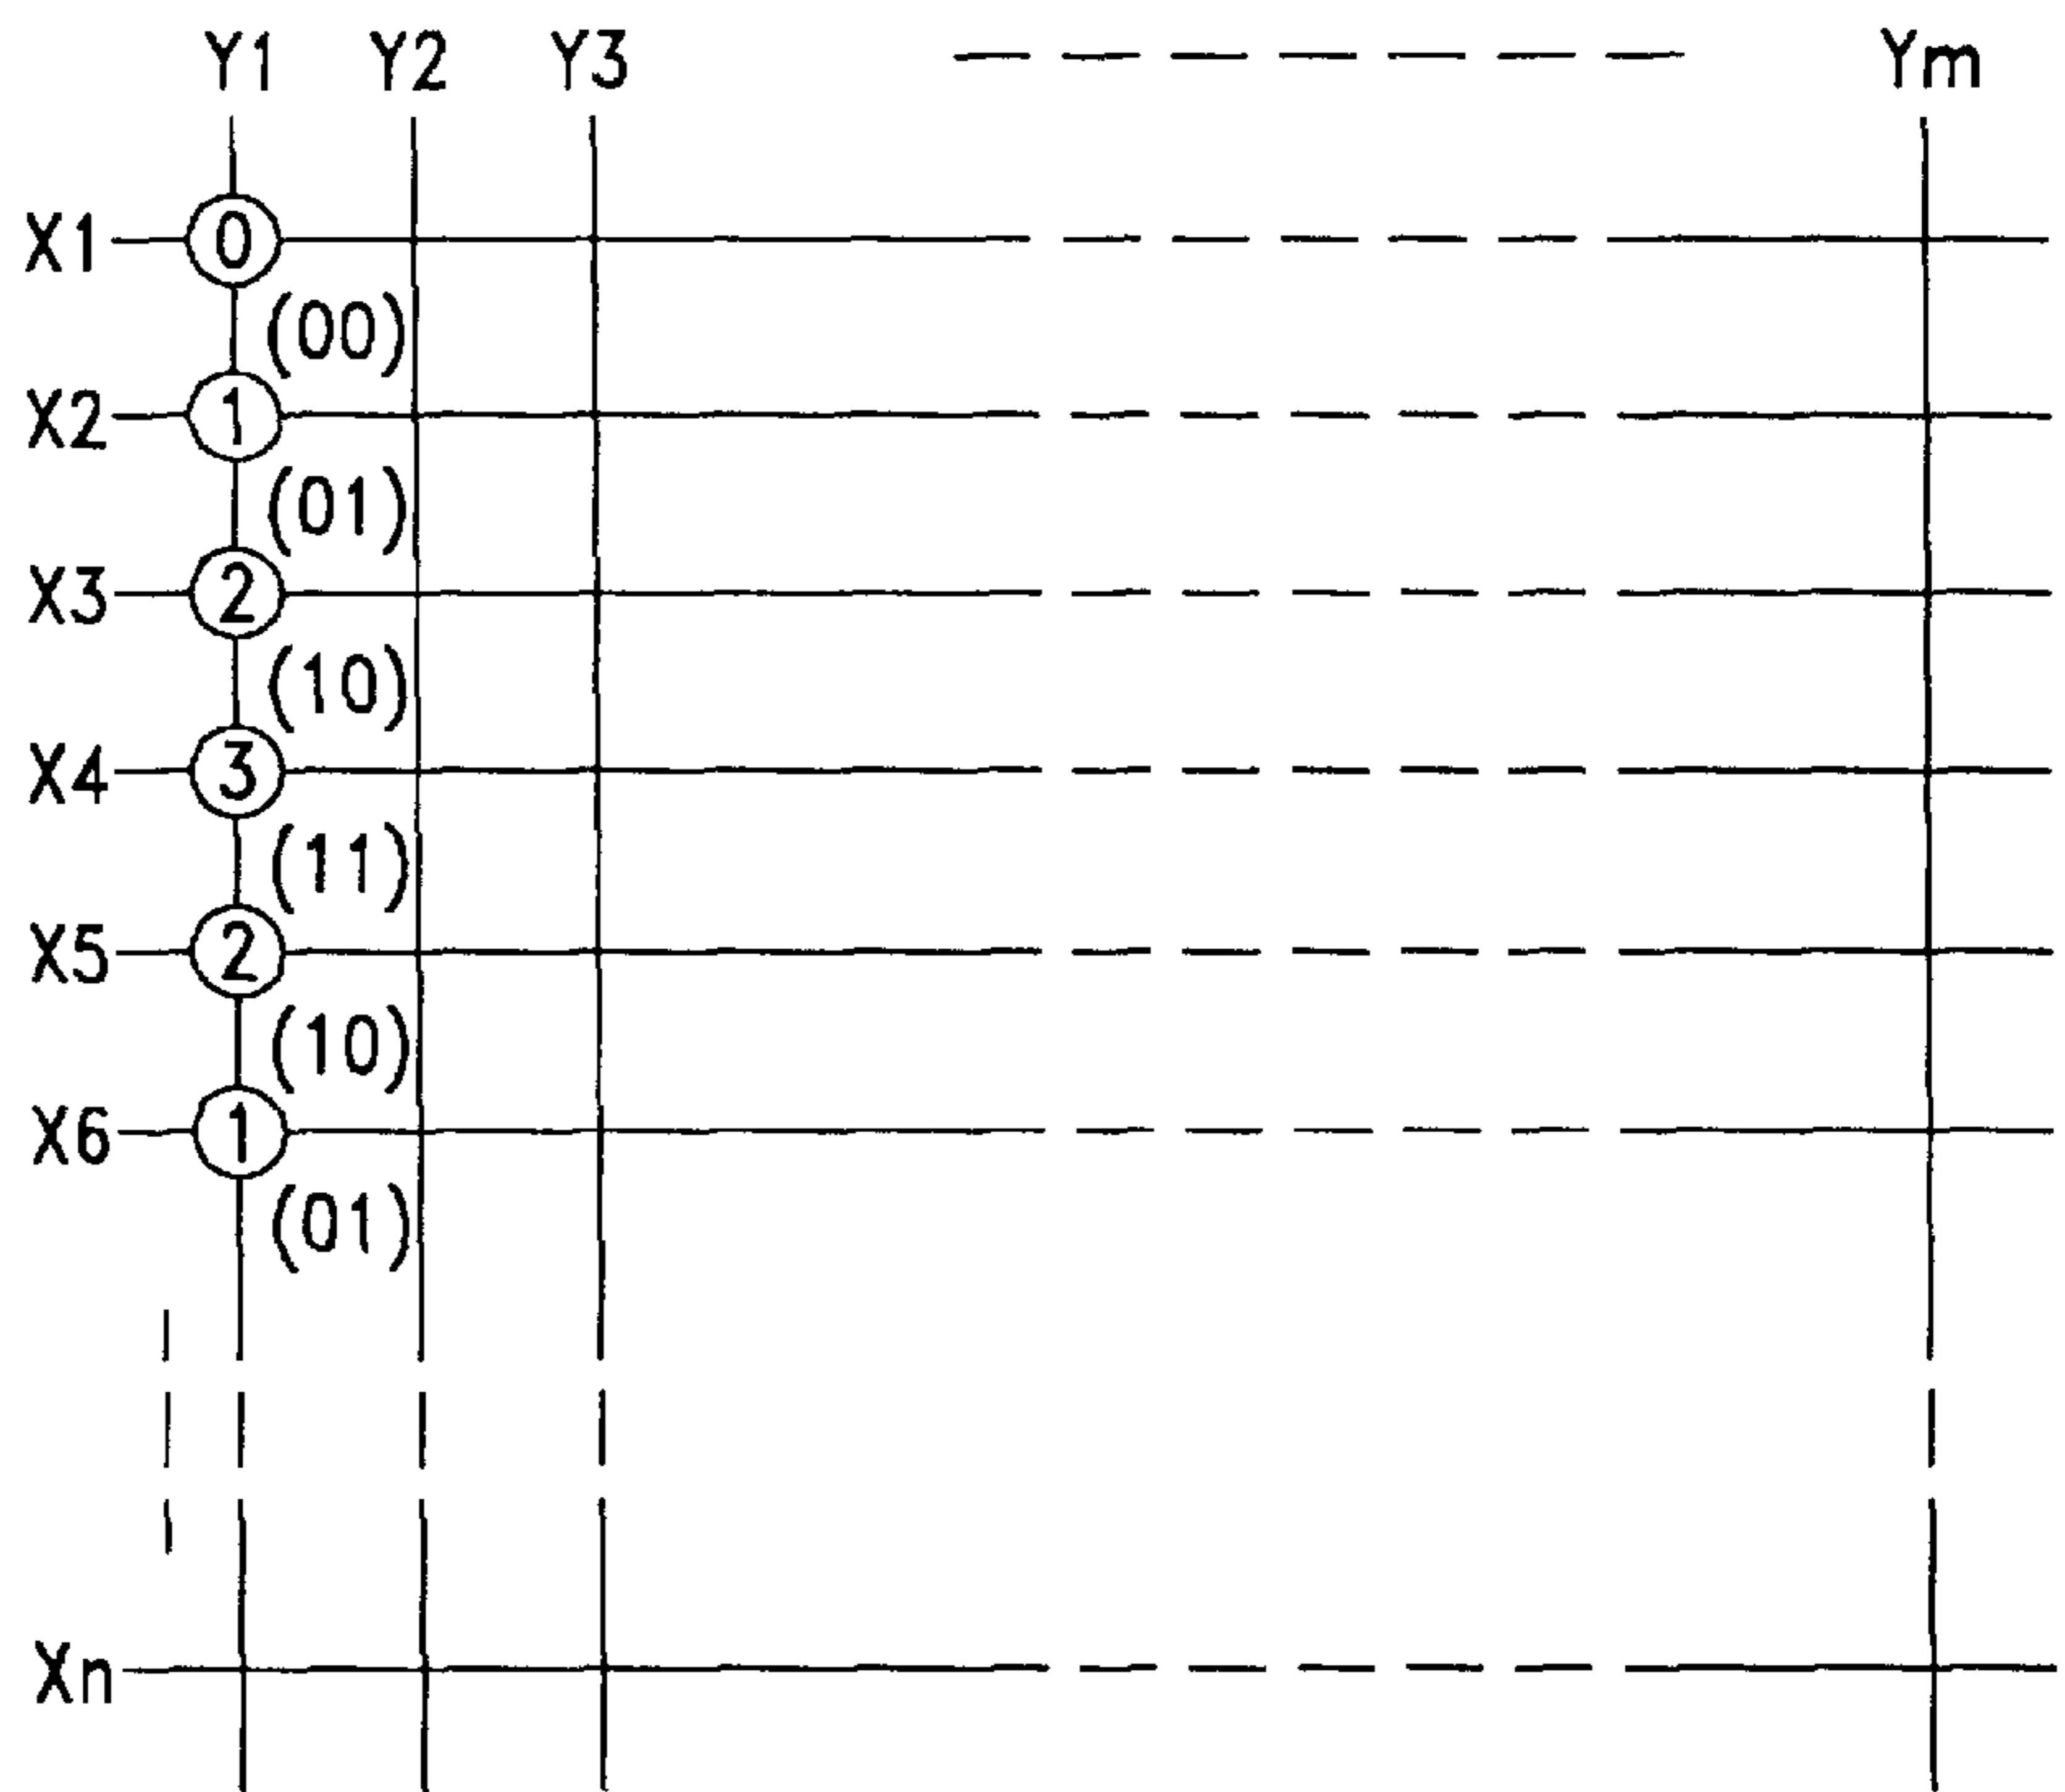 Y1 Y2 Y3 Ym
X1 0
(00)
X2 1
(01)
X3 2
(10)
X4 3
(11)
X5 2
(10)
X6 1
(01)
Xn